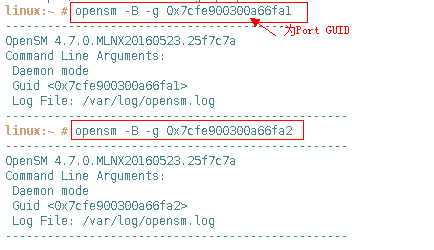 linux:~ # opensm -B -g 0x7cfe900300a66fa1
为Port GUID
-------------------------------------------------
OpenSM 4.7.0.MLNX20160523.25f7c7a
Command Line Arguments:
Daemon mode
Guid <0x7cfe900300a66fa1>
Log File: /var/log/opensm.log
-------------------------------------------------
linux:~ # opensm -B -g 0x7cfe900300a66fa2
-------------------------------------------------
OpenSM 4.7.0.MLNX20160523.25f7c7a
Command Line Arguments:
Daemon mode
Guid <0x7cfe900300a66fa2>
Log File: /var/log/opensm.log
-------------------------------------------------